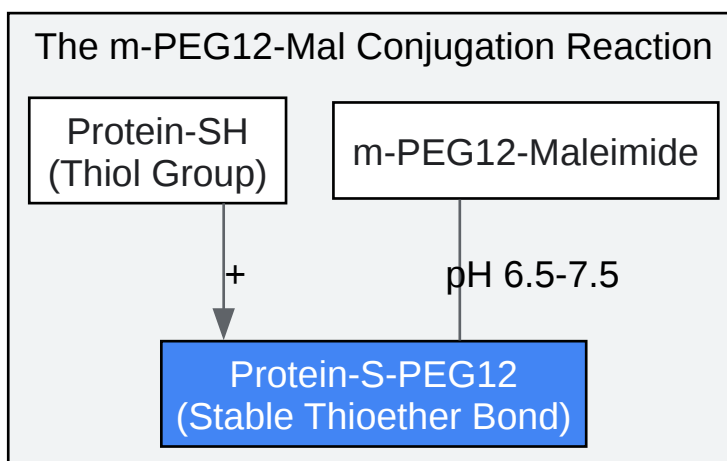 The m-PEG12-Mal Conjugation Reaction
Protein-SH
(Thiol Group)
m-PEG12-Maleimide
+
pH 6.5-7.5
Protein-S-PEG12
(Stable Thioether Bond)